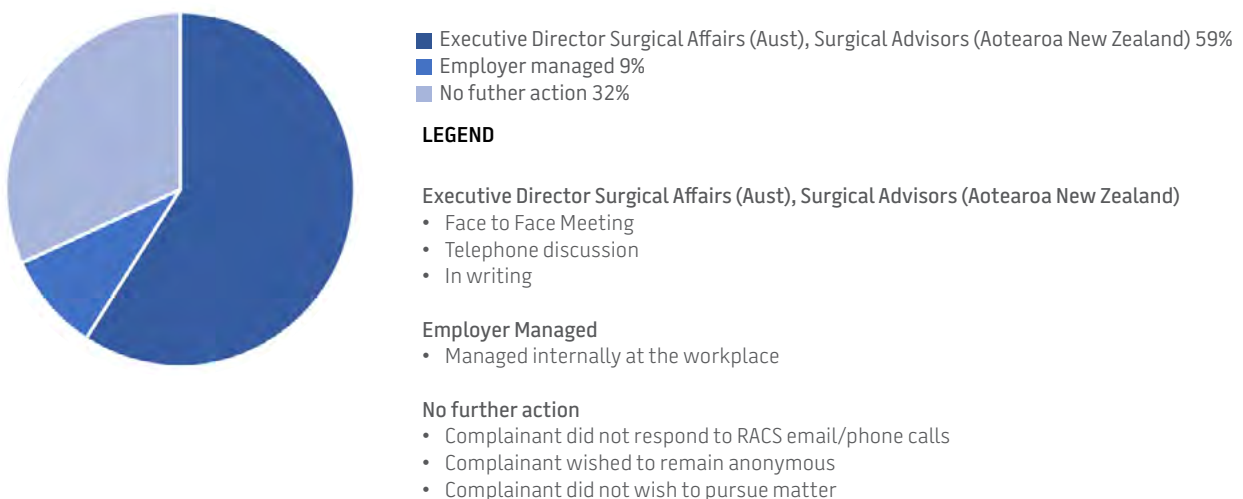 Executive Director Surgical Affairs (Aust), Surgical Advisors (Aotearoa New Zealand) 59%
Employer managed 9%
No futher action 32%
LEGEND
Executive Director Surgical Affairs (Aust), Surgical Advisors (Aotearoa New Zealand)
• Face to Face Meeting
• Telephone discussion
• In writing
Employer Managed
• Managed internally at the workplace
No further action
• Complainant did not respond to RACS email/phone calls
• Complainant wished to remain anonymous
• Complainant did not wish to pursue matter